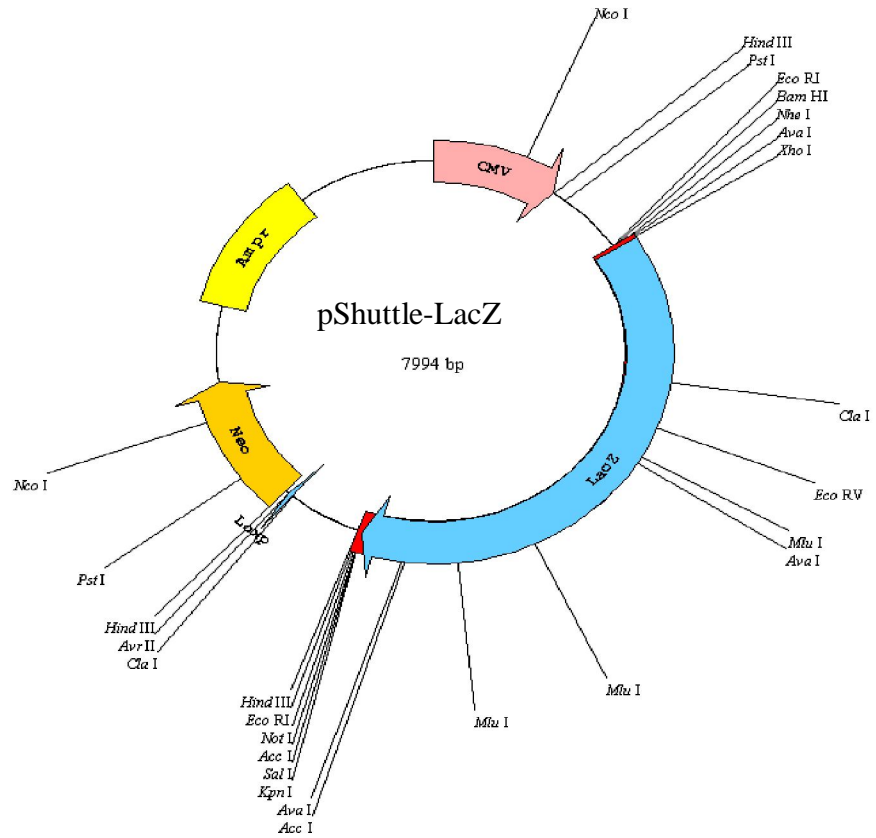 Nco I
Hind III
Pst I
Eco RI
Bam HI
Nhe I
Ava I
Xho I
CMV
Ampr
pShuttle-LacZ
7994 bp
Cla I
Eco RV
LacZ
Mlu I
Ava I
Mlu I
Mlu I
Neo
Nco I
Loxp
Pst I
Hind III
Avr II
Cla I
Hind III
Eco RI
Not I
Acc I
Sal I
Kpn I
Ava I
Acc I